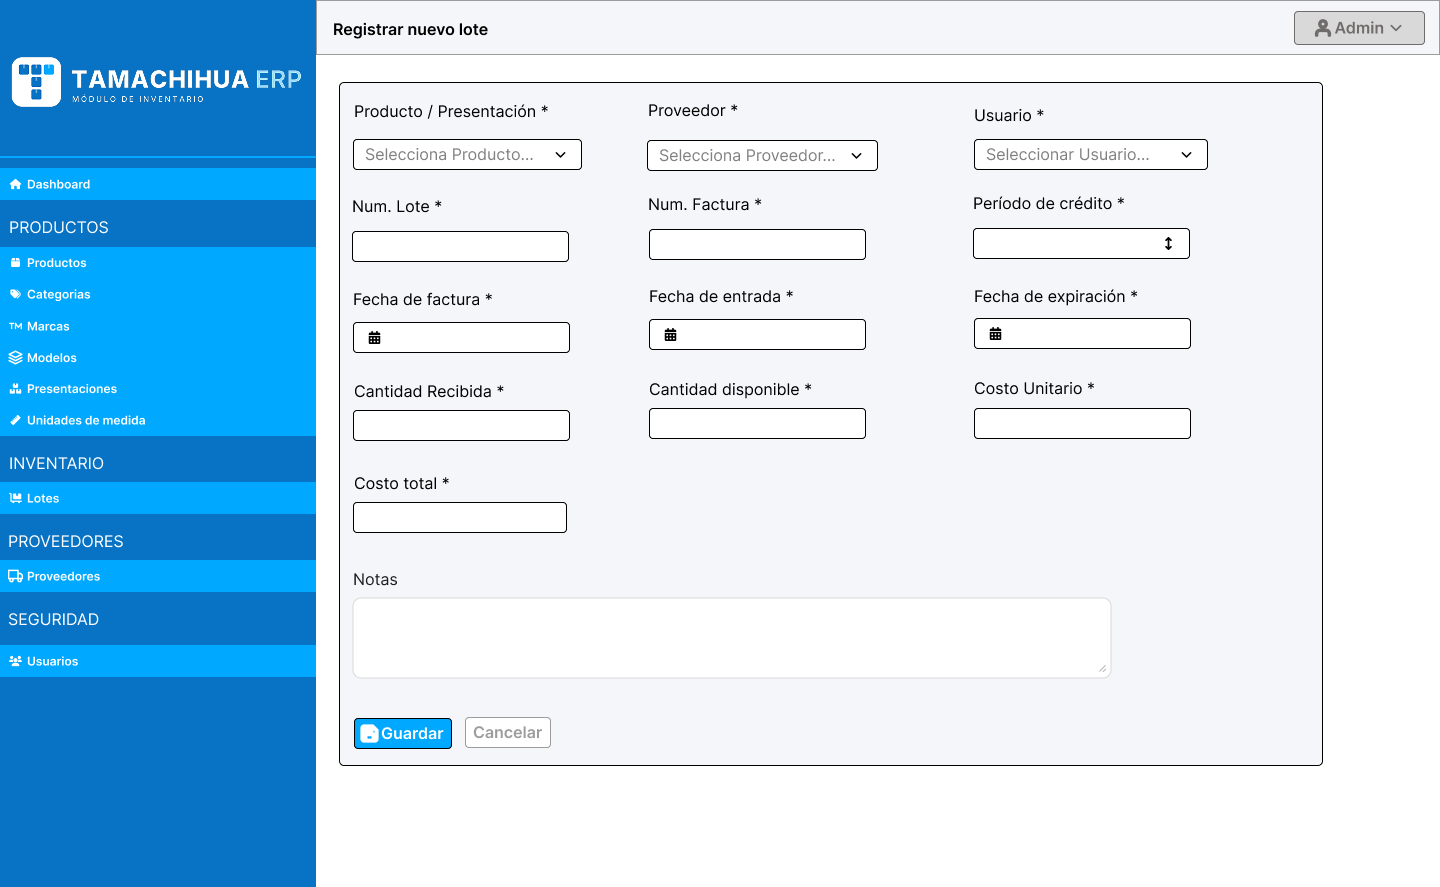 Registrar nuevo lote
Admin
TAMACHIHUA ERP
MÓDULO DE INVENTARIO
Dashboard
PRODUCTOS
Productos
Categorias
TM Marcas
Modelos
Presentaciones
Unidades de medida
INVENTARIO
Lotes
PROVEEDORES
Proveedores
SEGURIDAD
Usuarios
Producto / Presentación *
Proveedor *
Usuario *
Selecciona Producto...
Selecciona Proveedor...
Seleccionar Usuario...
Num. Lote *
Num. Factura *
Período de crédito *
Fecha de factura *
Fecha de entrada *
Fecha de expiración *
Cantidad Recibida *
Cantidad disponible *
Costo Unitario *
Costo total *
Notas
Guardar
Cancelar